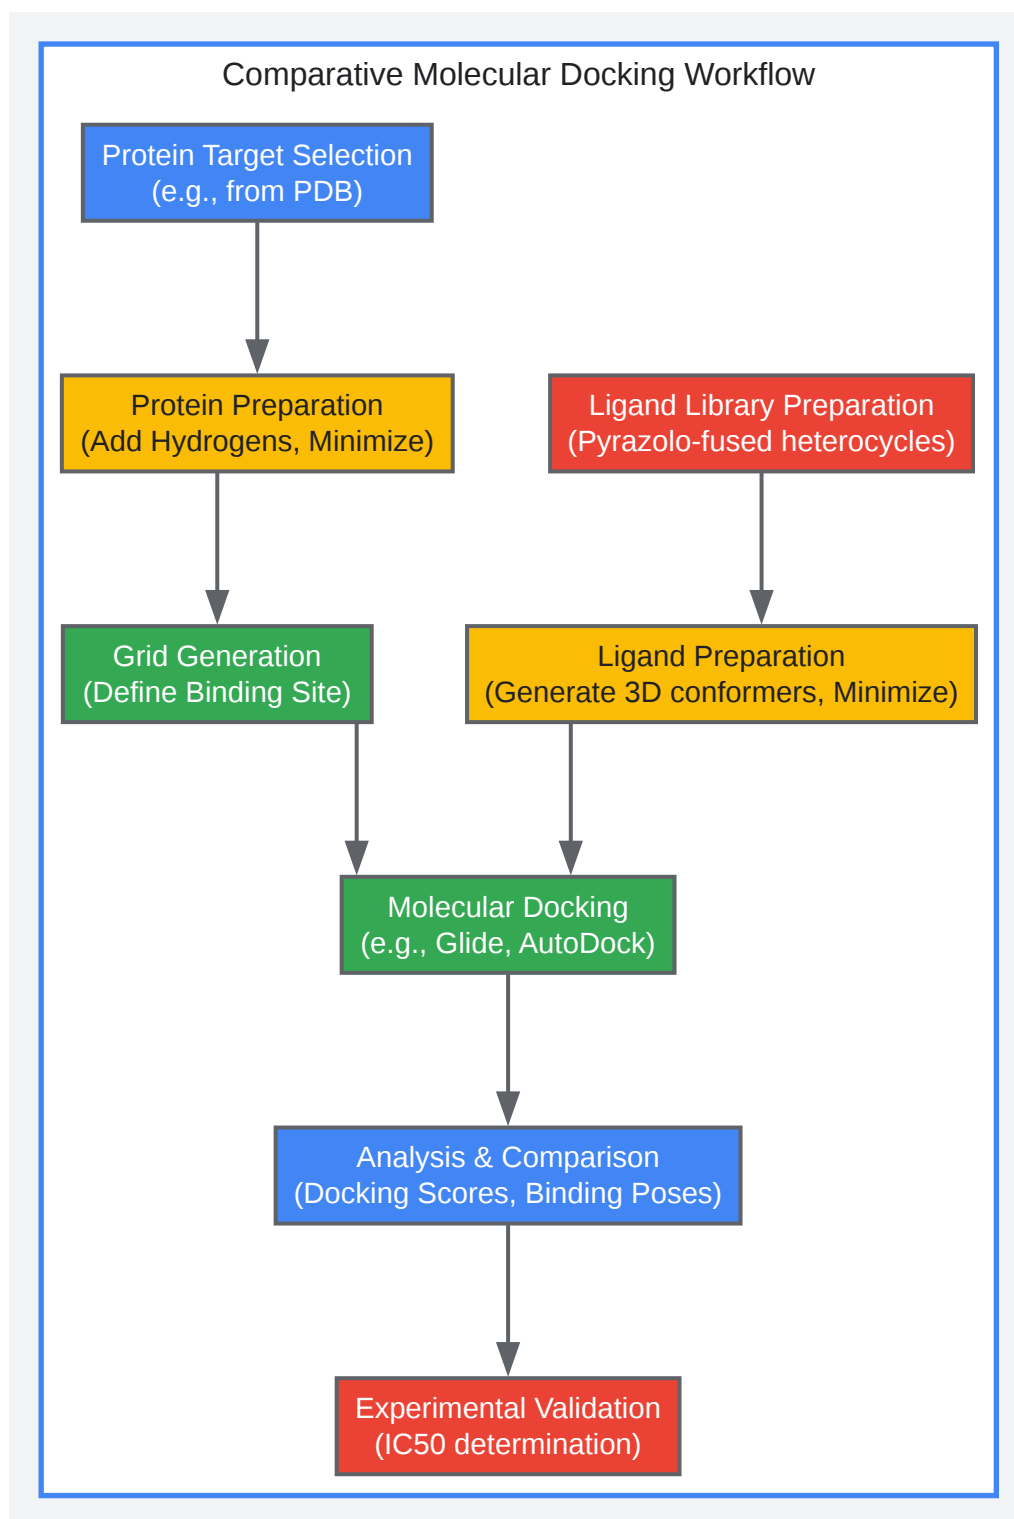 Comparative Molecular Docking Workflow
Protein Target Selection
(e.g., from PDB)
Protein Preparation
(Add Hydrogens, Minimize)
Ligand Library Preparation
(Pyrazolo-fused heterocycles)
Grid Generation
(Define Binding Site)
Ligand Preparation
(Generate 3D conformers, Minimize)
Molecular Docking
(e.g., Glide, AutoDock)
Analysis & Comparison
(Docking Scores, Binding Poses)
Experimental Validation
(IC50 determination)